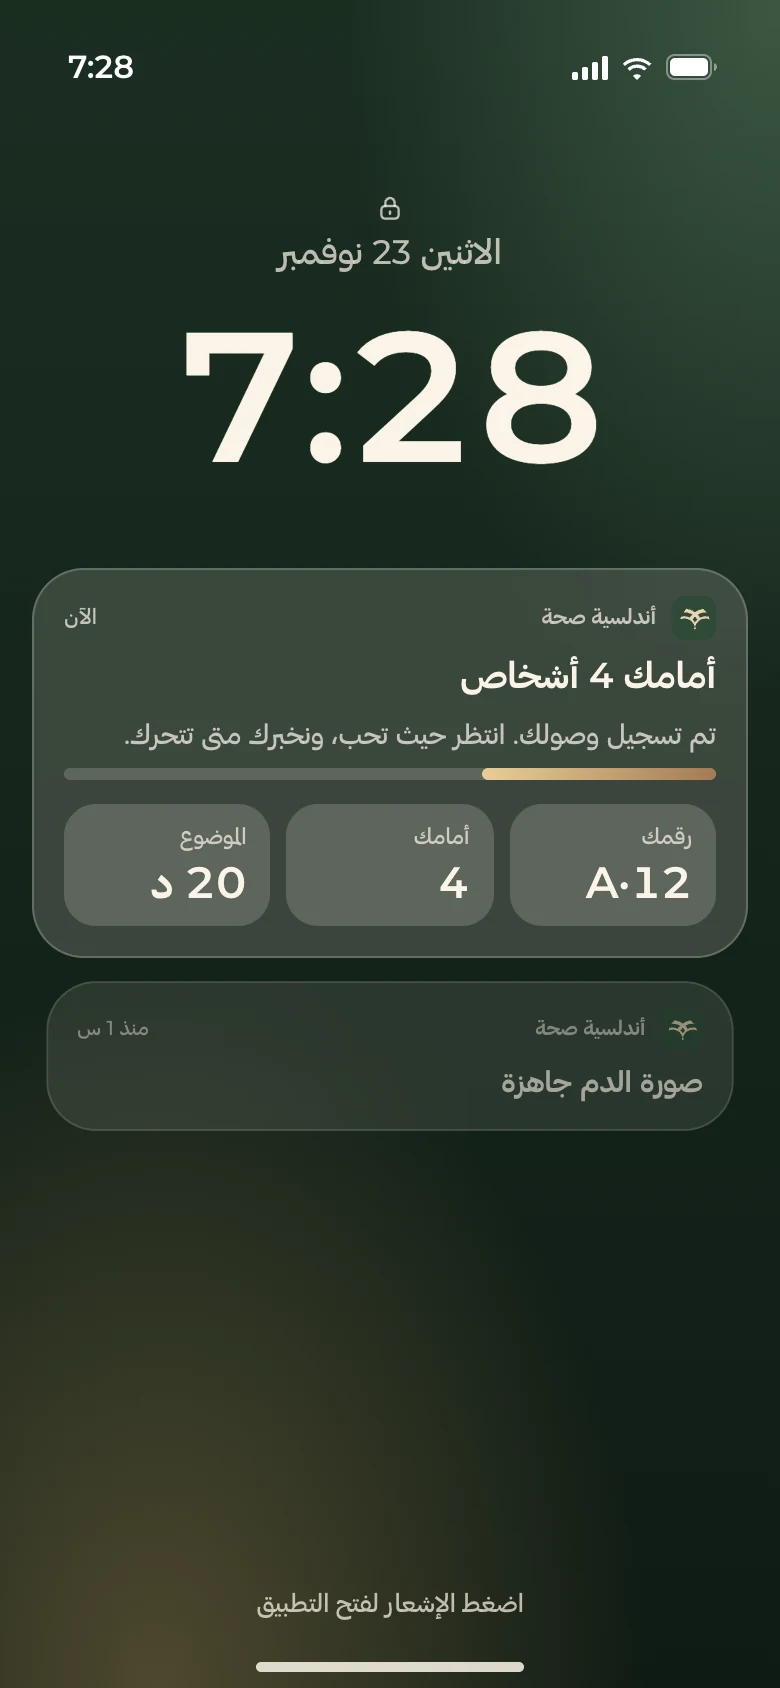 7:28
الاثنين 23 نوفمبر
7:28
أندلسية صحة
الآن
أمامك 4 أشخاص
تم تسجيل وصولك. انتظر حيث تحب، ونخبرك متى تتحرك.
رقمك
أمامك
الموضوع
A·12
4
20 د
أندلسية صحة
منذ 1 س
صورة الدم جاهزة
اضغط الإشعار لفتح التطبيق